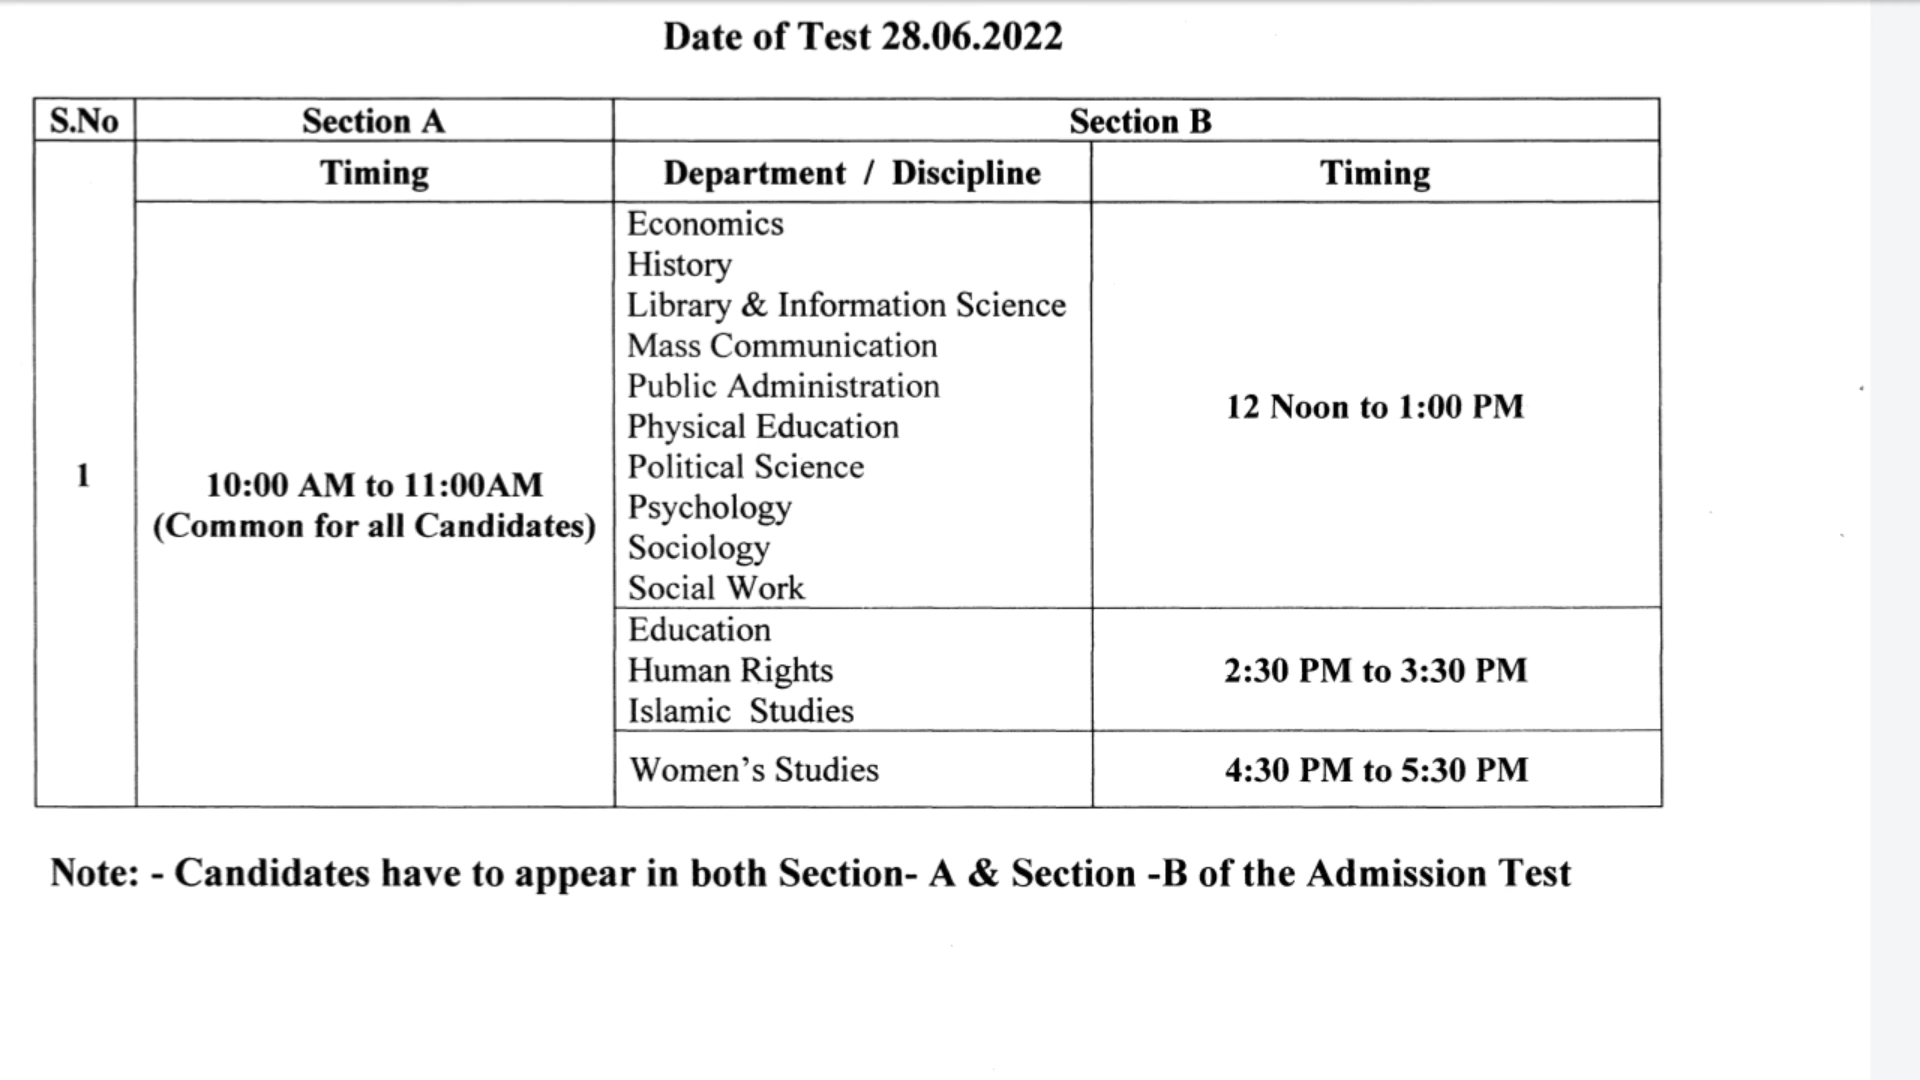 Date of Test 28.06.2022
S.No
Section A
Section B
Timing
Department / Discipline
Timing
1
10:00 AM to 11:00AM
(Common for all Candidates)
Economics
History
Library & Information Science
Mass Communication
Public Administration
Physical Education
Political Science
Psychology
Sociology
Social Work
12 Noon to 1:00 PM
Education
Human Rights
Islamic Studies
2:30 PM to 3:30 PM
Women's Studies
4:30 PM to 5:30 PM
Note: - Candidates have to appear in both Section- A & Section -B of the Admission Test